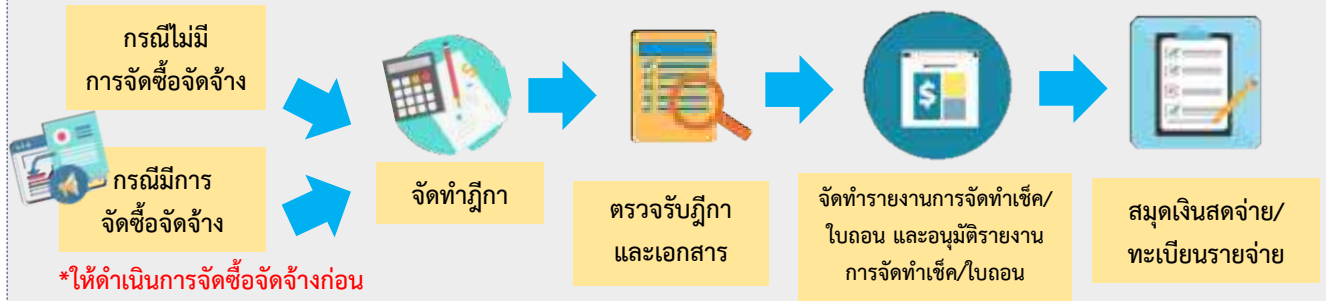 กรณีไม่มี
การจัดซื้อจัดจ้าง
กรณีมีการ
จัดซื้อจัดจ้าง
*ให้ดำเนินการจัดซื้อจัดจ้างก่อน
จัดทำฎีกา
ตรวจรับฎีกา
และเอกสาร
จัดทำรายงานการจัดทำเช็ค/
ใบถอน และอนุมัติรายงาน
การจัดทำเช็ค/ใบถอน
สมุดเงินสดจ่าย/
ทะเบียนรายจ่าย